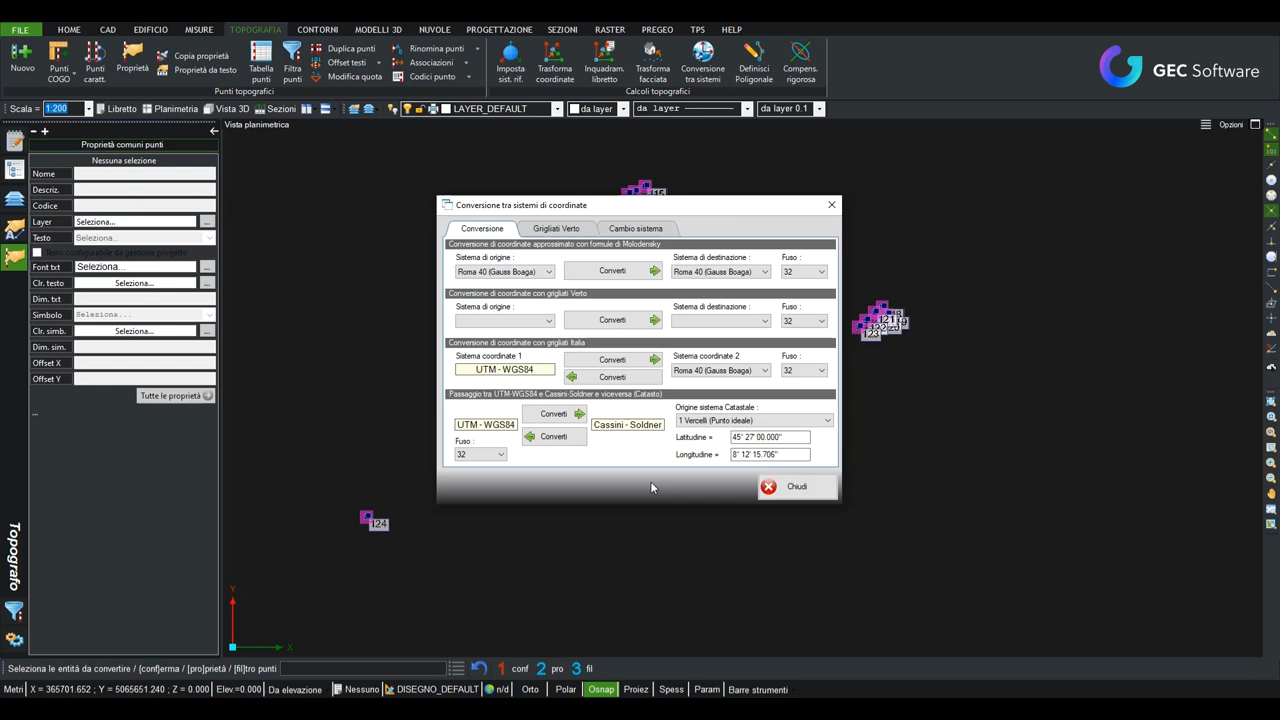 FILE HOME CAD EDIFICIO MISURE TOPOGRAFIA CONTORNI MODELLI 3D NUVOLE PROGETTAZIONE SEZIONI RASTER PREGEO TPS HELP
Nuovo
Punti COGO
Punti caratt.
Proprietà
Copia proprietà
Proprietà da testo
Tabella punti
Filtra punti
Duplica punti
Offset testi
Modifica quota
Rinomina punti
Associazioni
Codici punto
Imposta sist. rif.
Trasforma coordinate
Inquadram. libretto
Trasforma facciata
Conversione tra sistemi
Definisci Poligonale
Compens. rigorosa
GEC Software
Punti topografici
Calcoli topografici
Scala = 1:200 Libretto Planimetria Vista 3D Sezioni LAYER_DEFAULT da layer da layer da layer 0.1
Vista planimetrica Opzioni
Proprietà comuni punti
Nessuna selezione
Nome
Descriz.
Codice
Layer Seleziona... ...
Testo Seleziona...
Testo configurabile da gestione progetto
Font txt Seleziona... ...
Clr. testo Seleziona... ...
Dim. txt
Simbolo Seleziona...
Clr. simb. Seleziona... ...
Dim. sim.
Offset X
Offset Y
Tutte le proprietà
...
Topografo
Conversione tra sistemi di coordinate
Conversione Grigliati Verto Cambio sistema
Conversione di coordinate approssimato con formule di Molodensky
Sistema di origine : Sistema di destinazione : Fuso :
Roma 40 (Gauss Boaga) Converti Roma 40 (Gauss Boaga) 32
Conversione di coordinate con grigliati Verto
Sistema di origine : Sistema di destinazione : Fuso :
Converti 32
Conversione di coordinate con grigliati Italia
Sistema coordinate 1 Converti Sistema coordinate 2 Fuso :
UTM - WGS84 Converti Roma 40 (Gauss Boaga) 32
Passaggio tra UTM-WGS84 e Cassini-Soldner e viceversa (Catasto)
Origine sistema Catastale :
Converti
1 Vercelli (Punto ideale)
UTM - WGS84 Cassini - Soldner
Converti
Latitudine = 45° 27' 00.000"
Fuso :
32
Longitudine = 8° 12' 15.706"
Chiudi
123
124
Y
X
Seleziona le entità da convertire / [conf]erma / [pro]prietà / [fil]tro punti 1 conf 2 pro 3 fil
Metri X = 365701.652 ; Y = 5065651.240 ; Z = 0.000 Elev.=0.000 Da elevazione Nessuno DISEGNO_DEFAULT n/d Orto Polar Osnap Proiez Spess Param Barre strumenti